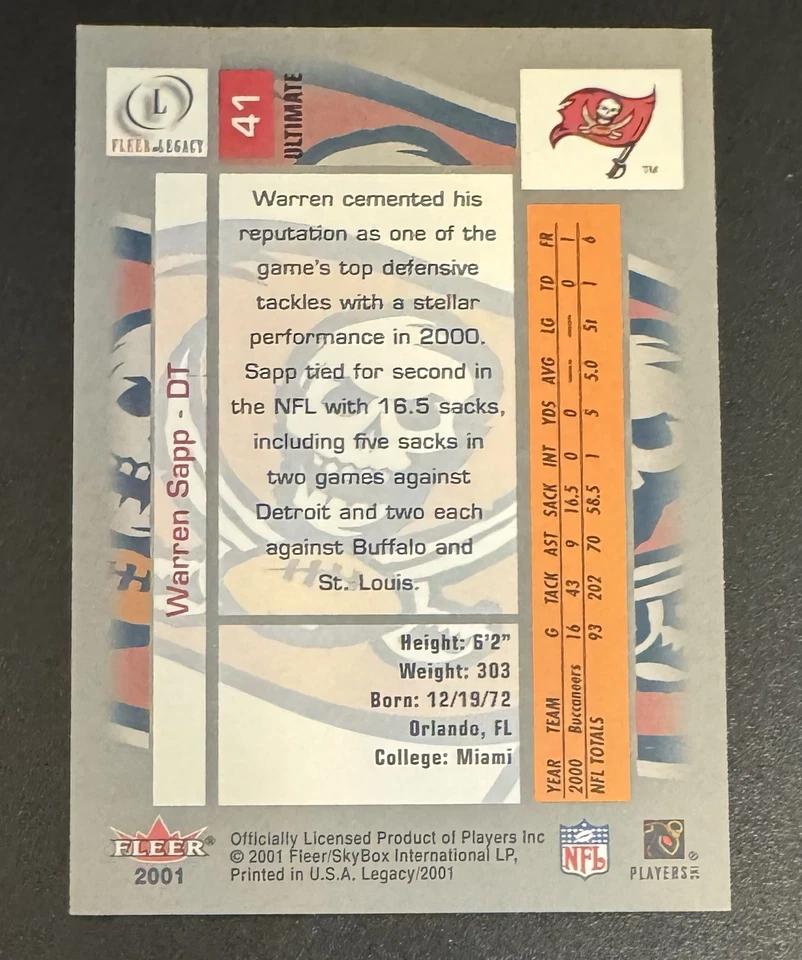 L
FLEER LEGACY
41
ULTIMATE
TM
Warren Sapp - DT
Warren cemented his
reputation as one of the
game's top defensive
tackles with a stellar
performance in 2000.
Sapp tied for second in
the NFL with 16.5 sacks,
including five sacks in
two games against
Detroit and two each
against Buffalo and
St. Louis.
Height: 6'2"
Weight: 303
Born: 12/19/72
Orlando, FL
College: Miami
YEAR TEAM G TACK AST SACK INT YDS AVG LG TD FR
2000 Buccaneers 16 43 9 16.5 0 0 — — 0 1
NFL TOTALS 93 202 70 58.5 1 5 5.0 51 1 6
FLEER®
2001
Officially Licensed Product of Players Inc
© 2001 Fleer/SkyBox International LP,
Printed in U.S.A. Legacy/2001
NFL
PLAYERS INC